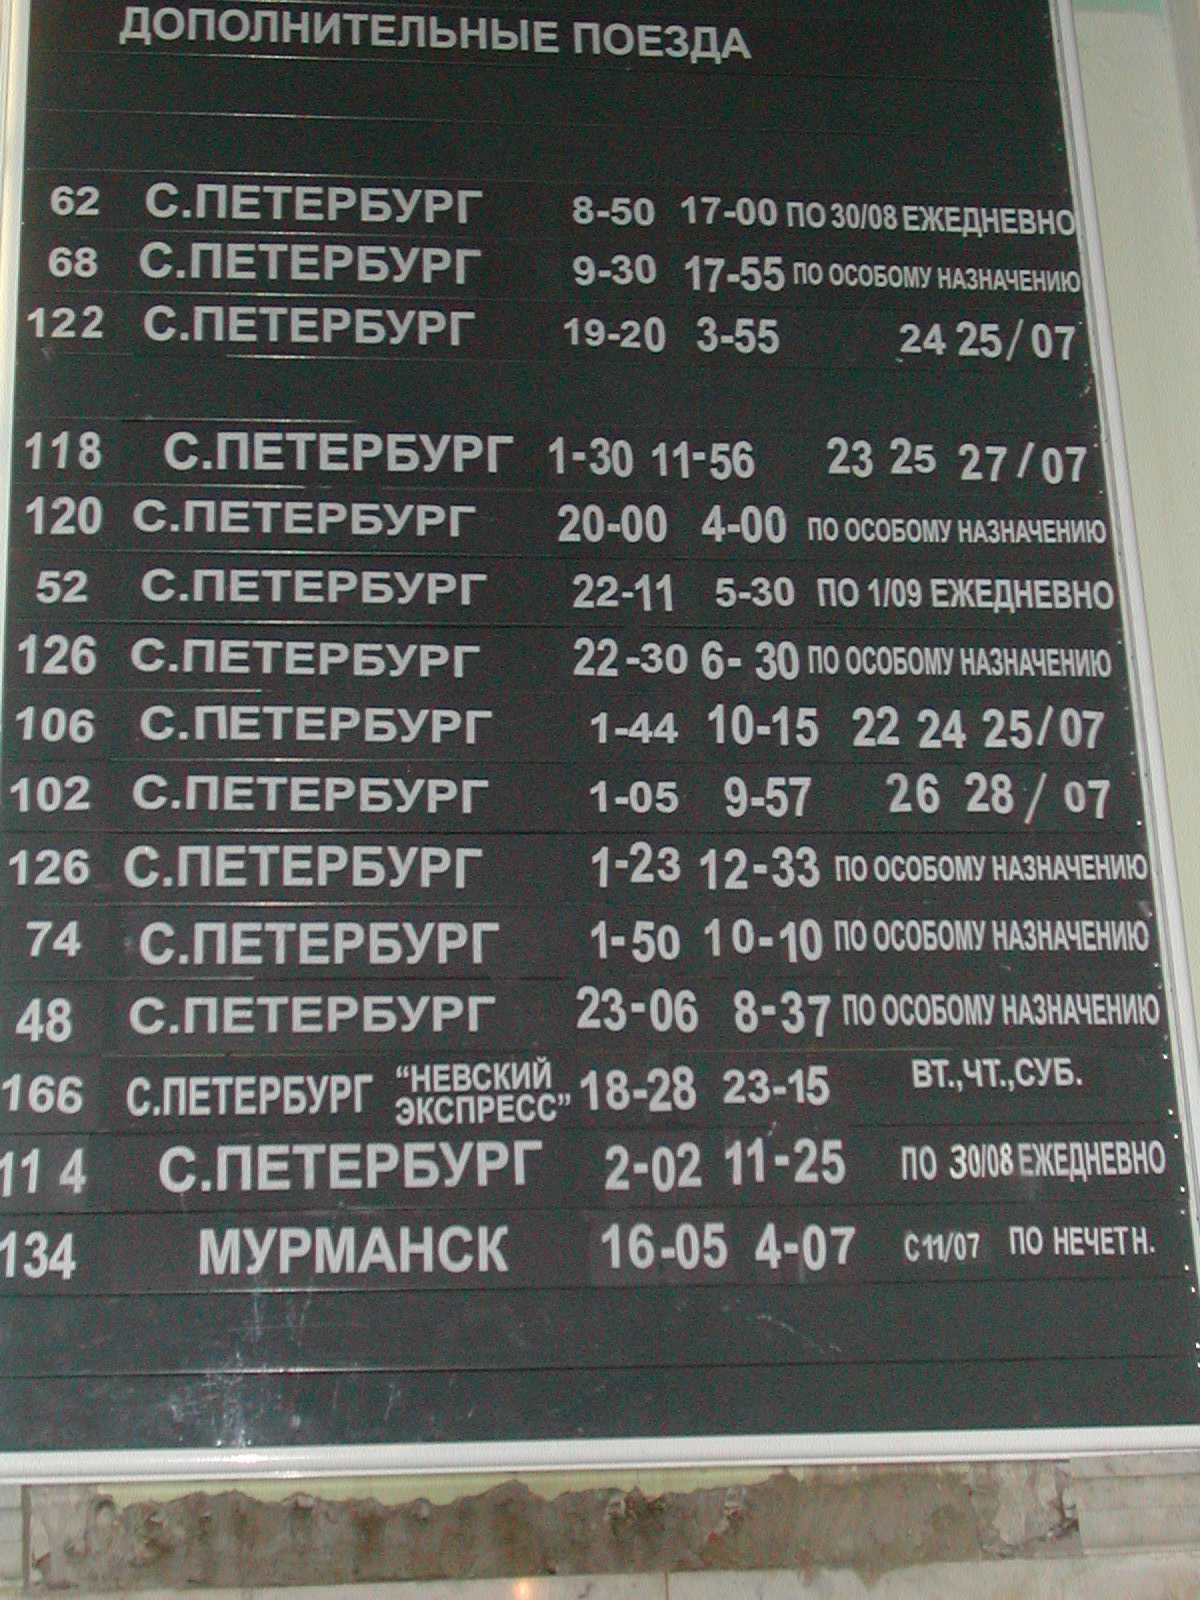 ДОПОЛНИТЕЛЬНЫЕ ПОЕЗДА
62 С.ПЕТЕРБУРГ 8-50 17-00 ПО 30/08 ЕЖЕДНЕВНО
68 С.ПЕТЕРБУРГ 9-30 17-55 ПО ОСОБОМУ НАЗНАЧЕНИЮ
122 С.ПЕТЕРБУРГ 19-20 3-55 24 25/07
118 С.ПЕТЕРБУРГ 1-30 11-56 23 25 27/07
120 С.ПЕТЕРБУРГ 20-00 4-00 ПО ОСОБОМУ НАЗНАЧЕНИЮ
52 С.ПЕТЕРБУРГ 22-11 5-30 ПО 1/09 ЕЖЕДНЕВНО
126 С.ПЕТЕРБУРГ 22-30 6-30 ПО ОСОБОМУ НАЗНАЧЕНИЮ
106 С.ПЕТЕРБУРГ 1-44 10-15 22 24 25/07
102 С.ПЕТЕРБУРГ 1-05 9-57 26 28/07
126 С.ПЕТЕРБУРГ 1-23 12-33 ПО ОСОБОМУ НАЗНАЧЕНИЮ
74 С.ПЕТЕРБУРГ 1-50 10-10 ПО ОСОБОМУ НАЗНАЧЕНИЮ
48 С.ПЕТЕРБУРГ 23-06 8-37 ПО ОСОБОМУ НАЗНАЧЕНИЮ
166 С.ПЕТЕРБУРГ "НЕВСКИЙ ЭКСПРЕСС" 18-28 23-15 ВТ.,ЧТ.,СУБ.
114 С.ПЕТЕРБУРГ 2-02 11-25 ПО 30/08 ЕЖЕДНЕВНО
134 МУРМАНСК 16-05 4-07 С11/07 ПО НЕЧЕТН.